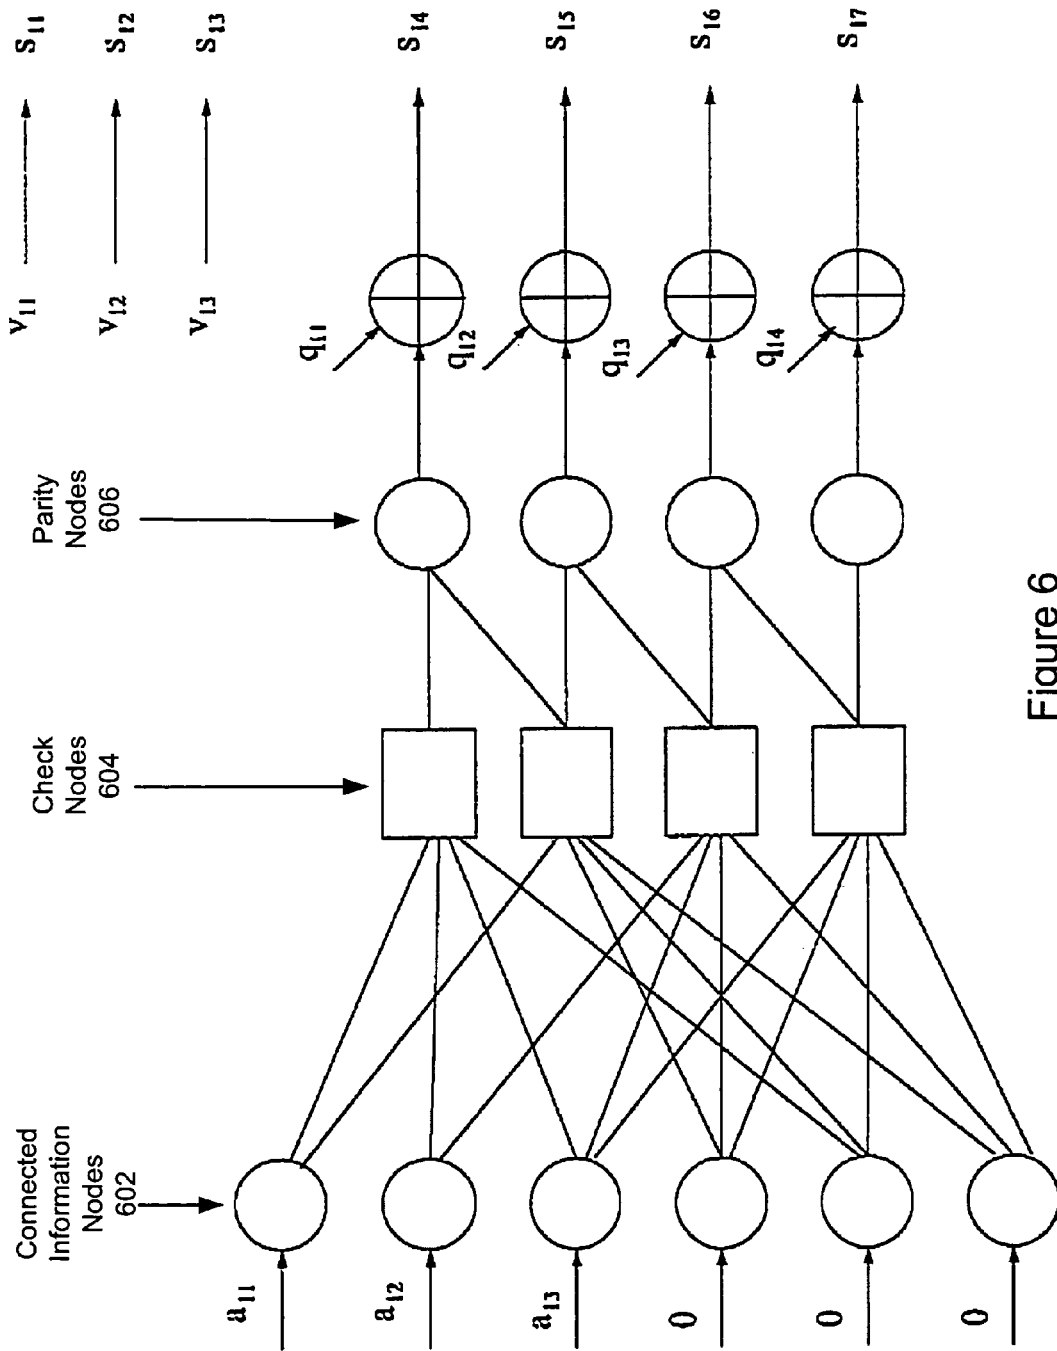 v₁₁ s₁₁
v₁₂ s₁₂
v₁₃ s₁₃
Connected
Information
Nodes
602
Check
Nodes
604
Parity
Nodes
606
a₁₁
a₁₂
a₁₃
0
0
0
q₁₁
q₁₂
q₁₃
q₁₄
s₁₄
s₁₅
s₁₆
s₁₇
Figure 6